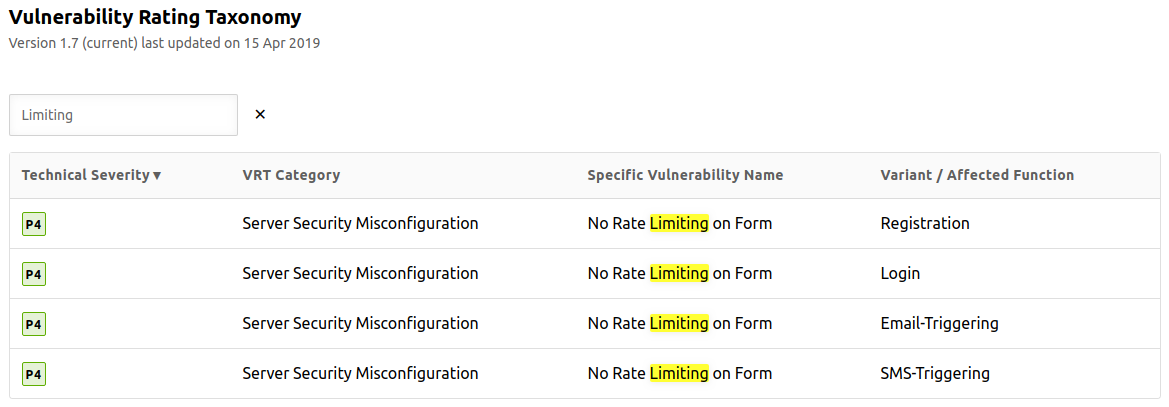 Vulnerability Rating Taxonomy
Version 1.7 (current) last updated on 15 Apr 2019
Limiting ×
Technical Severity ▾ VRT Category Specific Vulnerability Name Variant / Affected Function
P4 Server Security Misconfiguration No Rate Limiting on Form Registration
P4 Server Security Misconfiguration No Rate Limiting on Form Login
P4 Server Security Misconfiguration No Rate Limiting on Form Email-Triggering
P4 Server Security Misconfiguration No Rate Limiting on Form SMS-Triggering